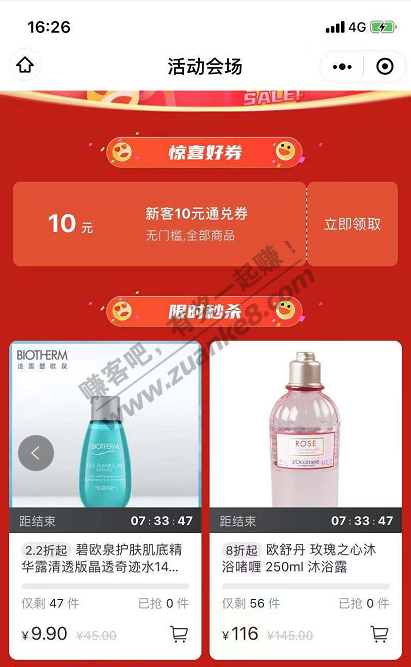 16:26
4G
活动会场
SALE!
惊喜好券
10 元
新客10元通兑券
无门槛,全部商品
立即领取
限时秒杀
赚客吧，有奖一起赚！
www.zuanke8.com
BIOTHERM
法国碧欧泉
BIOTHERM
LIFE PLANKTON
ROSE
L'OCCITANE
距结束 07:33:47
距结束 07:33:47
2.2折起 碧欧泉护肤肌底精
华露清透版晶透奇迹水14...
仅剩 47 件 已抢 0 件
¥9.90 ¥45.00
8折起 欧舒丹 玫瑰之心沐
浴啫喱 250ml 沐浴露
仅剩 56 件 已抢 0 件
¥116 ¥145.00